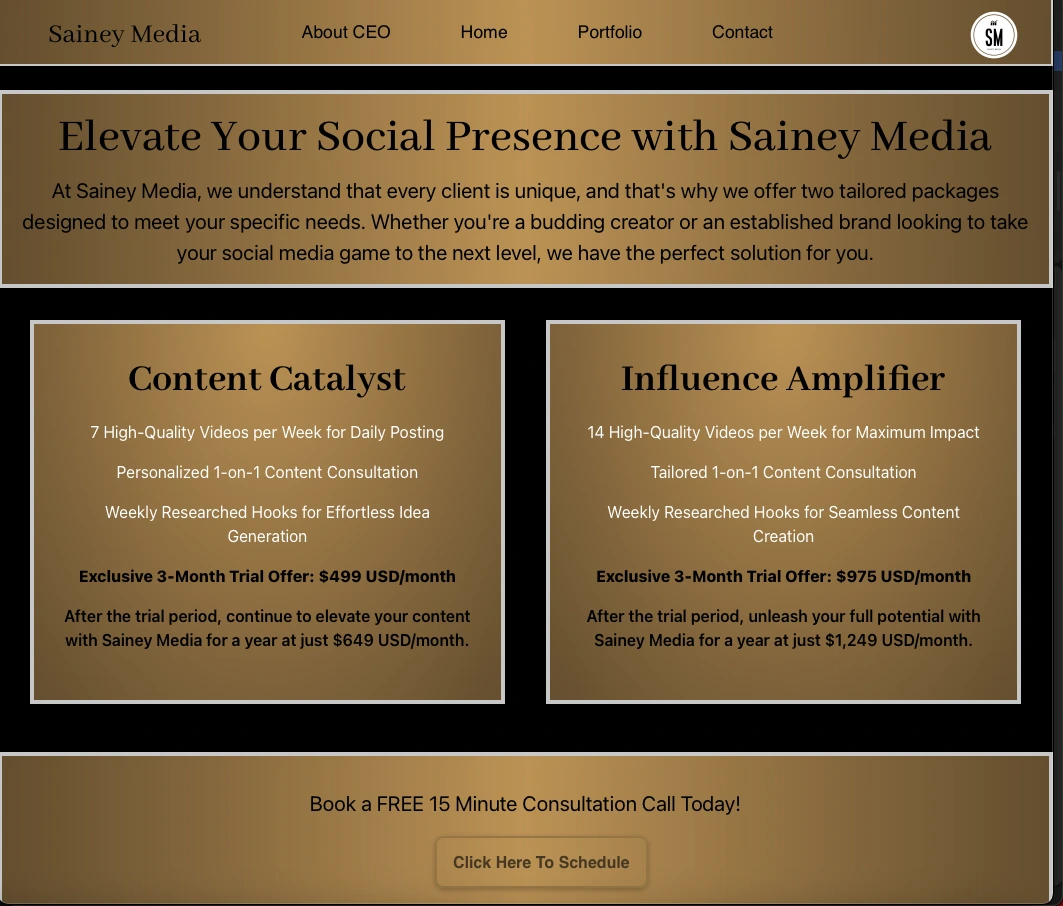 Sainey Media
About CEO
Home
Portfolio
Contact
SM
Elevate Your Social Presence with Sainey Media
At Sainey Media, we understand that every client is unique, and that's why we offer two tailored packages
designed to meet your specific needs. Whether you're a budding creator or an established brand looking to take
your social media game to the next level, we have the perfect solution for you.
Content Catalyst
7 High-Quality Videos per Week for Daily Posting
Personalized 1-on-1 Content Consultation
Weekly Researched Hooks for Effortless Idea
Generation
Exclusive 3-Month Trial Offer: $499 USD/month
After the trial period, continue to elevate your content
with Sainey Media for a year at just $649 USD/month.
Influence Amplifier
14 High-Quality Videos per Week for Maximum Impact
Tailored 1-on-1 Content Consultation
Weekly Researched Hooks for Seamless Content
Creation
Exclusive 3-Month Trial Offer: $975 USD/month
After the trial period, unleash your full potential with
Sainey Media for a year at just $1,249 USD/month.
Book a FREE 15 Minute Consultation Call Today!
Click Here To Schedule